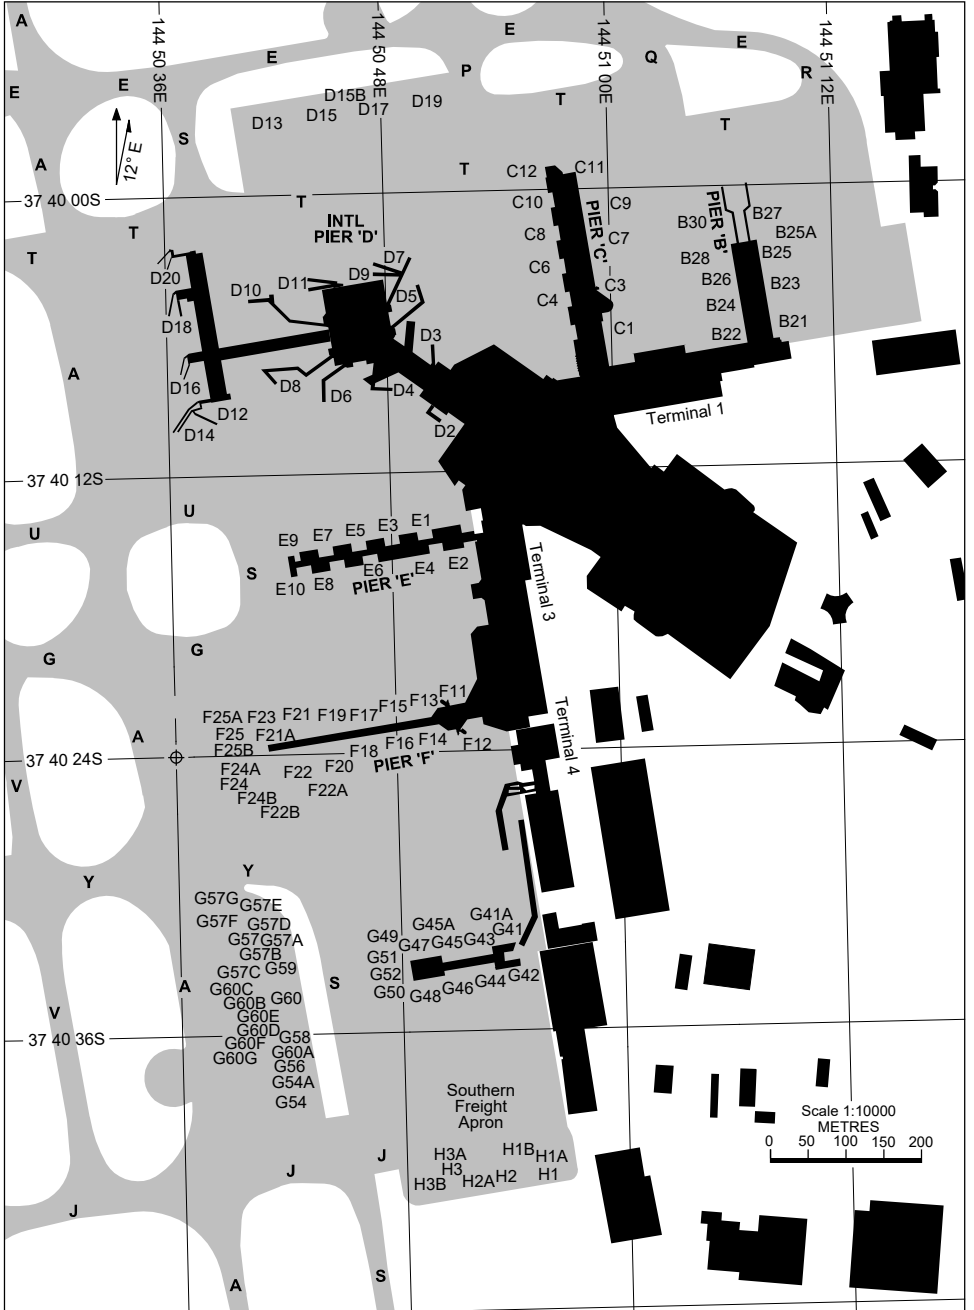 A
E
E
E
144 50 36E
144 50 48E
144 51 00E
144 51 12E
E
E
P
Q
R
D15B
D19
T
D15
D17
D13
T
S
12° E
A
T
C12
C11
37 40 00S
T
C10
C9
PIER 'C'
PIER 'B'
B27
B30
INTL
PIER 'D'
T
C8
C7
B25A
T
D7
B28
B25
D9
C6
D20
D11
C3
B26
B23
D10
D5
C4
B24
D18
C1
B22
B21
D3
A
D16
D8
D6
D4
D12
Terminal 1
D14
D2
37 40 12S
U
U
E9
E7
E5
E3
E1
S
E10
E8
E6
E4
E2
PIER 'E'
Terminal 3
G
G
F25A
F23
F21
F19
F17
F15
F13
F11
Terminal 4
F25
F21A
A
F25B
F18
F16
F14
F12
37 40 24S
F24A
F22
F20
PIER 'F'
V
F24
F22A
F24B
F22B
Y
Y
G57G
G57E
G41A
G57F
G57D
G49
G45A
G41
G57
G57A
G47
G45
G43
G57B
G51
G57C
G59
G52
G42
A
S
G60C
G60
G50
G48
G46
G44
G60B
V
G60E
G60D
37 40 36S
G60F
G58
G60G
G60A
G56
G54A
G54
Southern
Freight
Apron
Scale 1:10000
METRES
0 50 100 150 200
H3A
H1B
H1A
J
J
H3
H3B
H2A
H2
H1
J
A
S